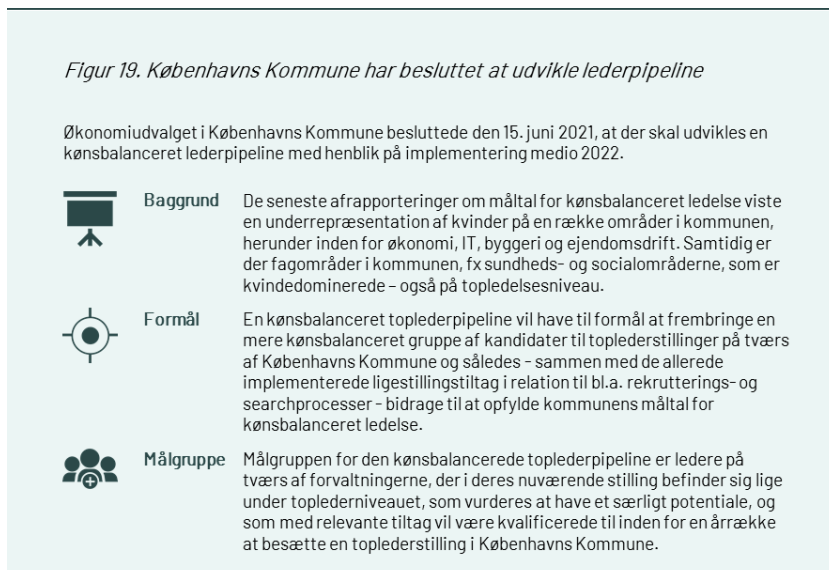 Figur 19. Københavns Kommune har besluttet at udvikle lederpipeline
Økonomiudvalget i Københavns Kommune besluttede den 15. juni 2021, at der skal udvikles en
kønsbalanceret lederpipeline med henblik på implementering medio 2022.
Baggrund
De seneste afrapporteringer om måltal for kønsbalanceret ledelse viste
en underrepræsentation af kvinder på en række områder i kommunen,
herunder inden for økonomi, IT, byggeri og ejendomsdrift. Samtidig er
der fagområder i kommunen, fx sundheds- og socialområderne, som er
kvindedominerede – også på topledelsesniveau.
Formål
En kønsbalanceret toplederpipeline vil have til formål at frembringe en
mere kønsbalanceret gruppe af kandidater til toplederstillinger på tværs
af Københavns Kommune og således - sammen med de allerede
implementerede ligestillingstiltag i relation til bl.a. rekrutterings- og
searchprocesser - bidrage til at opfylde kommunens måltal for
kønsbalanceret ledelse.
Målgruppe
Målgruppen for den kønsbalancerede toplederpipeline er ledere på
tværs af forvaltningerne, der i deres nuværende stilling befinder sig lige
under toplederniveauet, som vurderes at have et særligt potentiale, og
som med relevante tiltag vil være kvalificerede til inden for en årrække
at besætte en toplederstilling i Københavns Kommune.